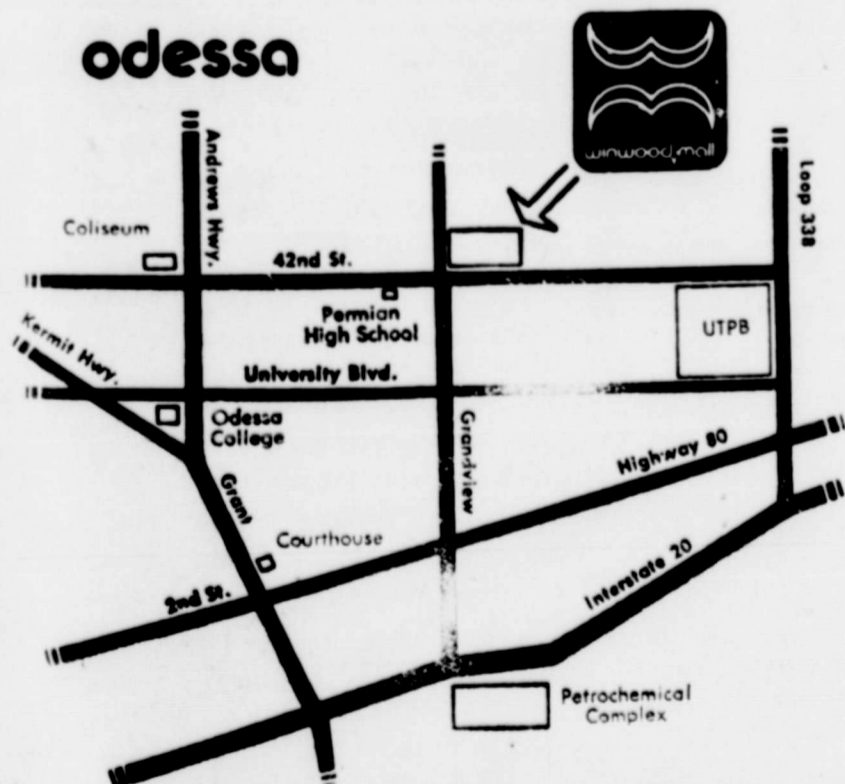 odessa
winwood mall
Andrews Hwy.
Loop 338
Coliseum
42nd St.
Permian
High School
UTPB
Kermit Hwy.
University Blvd.
Odessa
College
Grandview
Highway 80
Grant
Courthouse
2nd St.
Interstate 20
Petrochemical
Complex